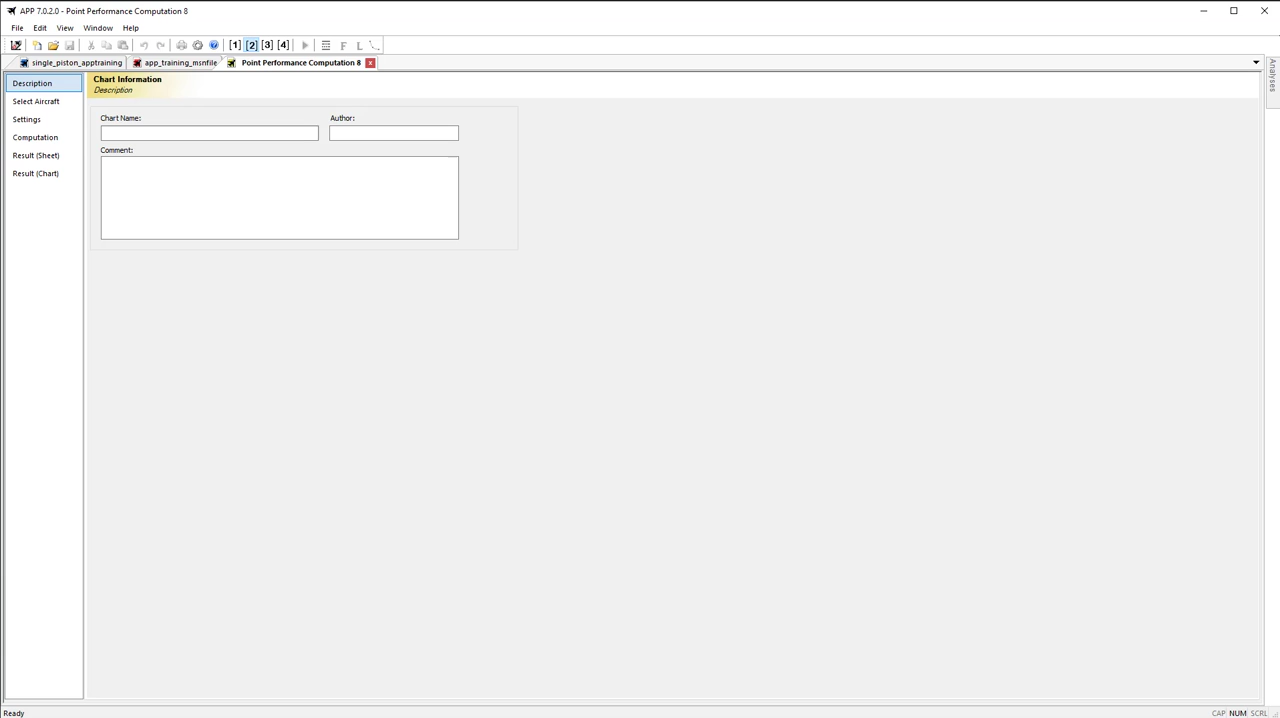 APP 7.0.2.0 - Point Performance Computation 8
File Edit View Window Help
[1] [2] [3] [4] F L
single_piston_apptraining app_training_msnfile Point Performance Computation 8
Analyses
Description
Select Aircraft
Settings
Computation
Result (Sheet)
Result (Chart)
Chart Information
Description
Chart Name: Author:
Comment:
Ready CAP NUM SCRL